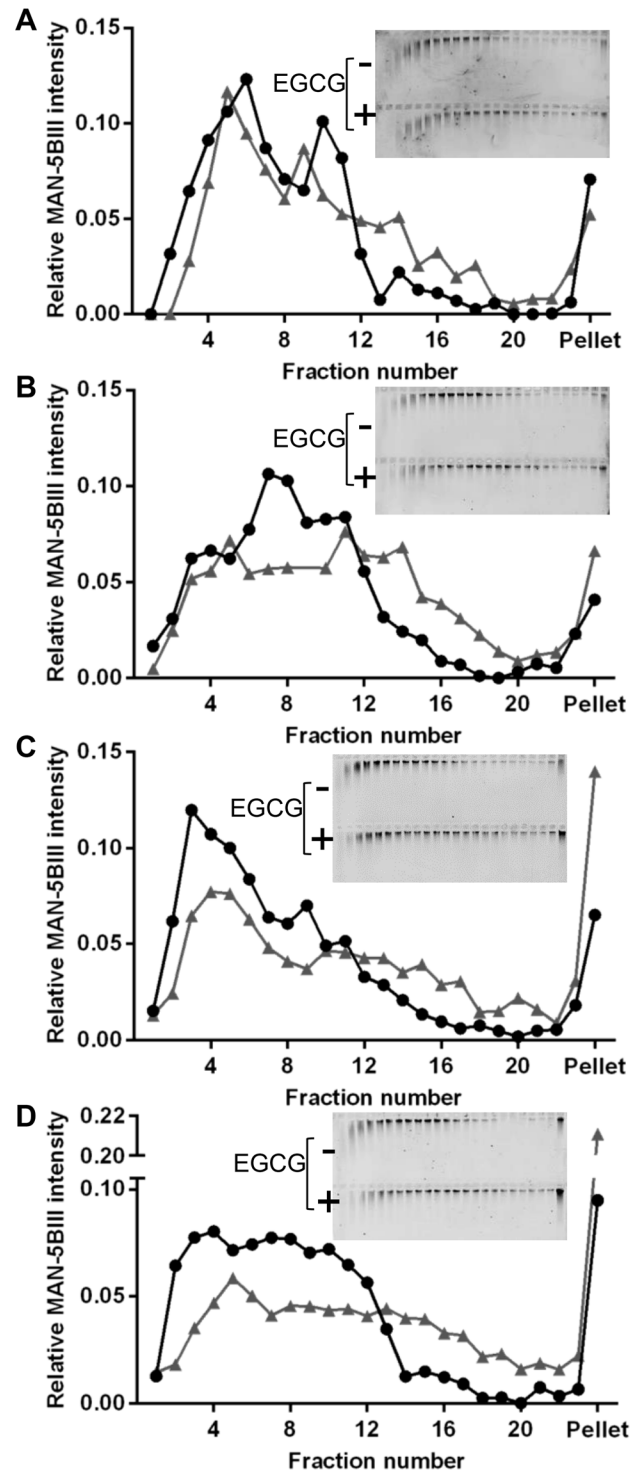 A
Relative MAN-5BIII intensity
0.15
0.10
0.05
0.00
EGCG
-
+
4
8
12
16
20
Pellet
Fraction number
B
Relative MAN-5BIII intensity
0.15
0.10
0.05
0.00
EGCG
-
+
4
8
12
16
20
Pellet
Fraction number
C
Relative MAN-5BIII intensity
0.15
0.10
0.05
0.00
EGCG
-
+
4
8
12
16
20
Pellet
Fraction number
D
Relative MAN-5BIII intensity
0.22
0.20
0.10
0.05
0.00
EGCG
-
+
4
8
12
16
20
Pellet
Fraction number